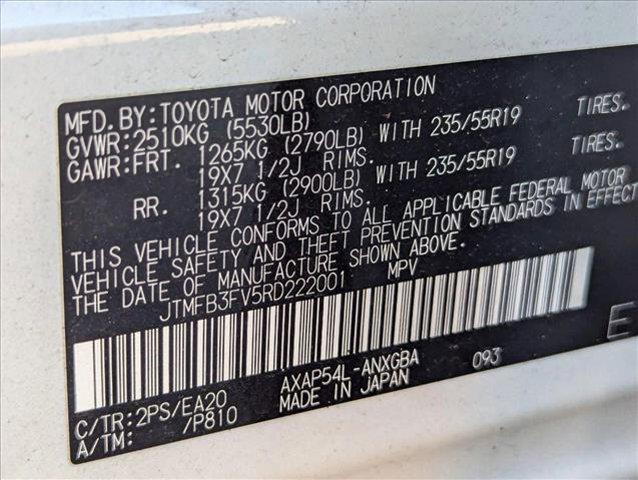 MFD.BY:TOYOTA MOTOR CORPORATION
GVWR:2510KG (5530LB)
GAWR:FRT. 1265KG (2790LB) WITH 235/55R19 TIRES.
19X7 1/2J RIMS.
RR. 1315KG (2900LB) WITH 235/55R19 TIRES.
19X7 1/2J RIMS.
THIS VEHICLE CONFORMS TO ALL APPLICABLE FEDERAL MOTOR
VEHICLE SAFETY AND THEFT PREVENTION STANDARDS IN EFFECT
THE DATE OF MANUFACTURE SHOWN ABOVE.
JTMFB3FV5RD222001 MPV
C/TR:2PS/EA20 AXAP54L-ANXGBA 093
A/TM: /P810 MADE IN JAPAN
E